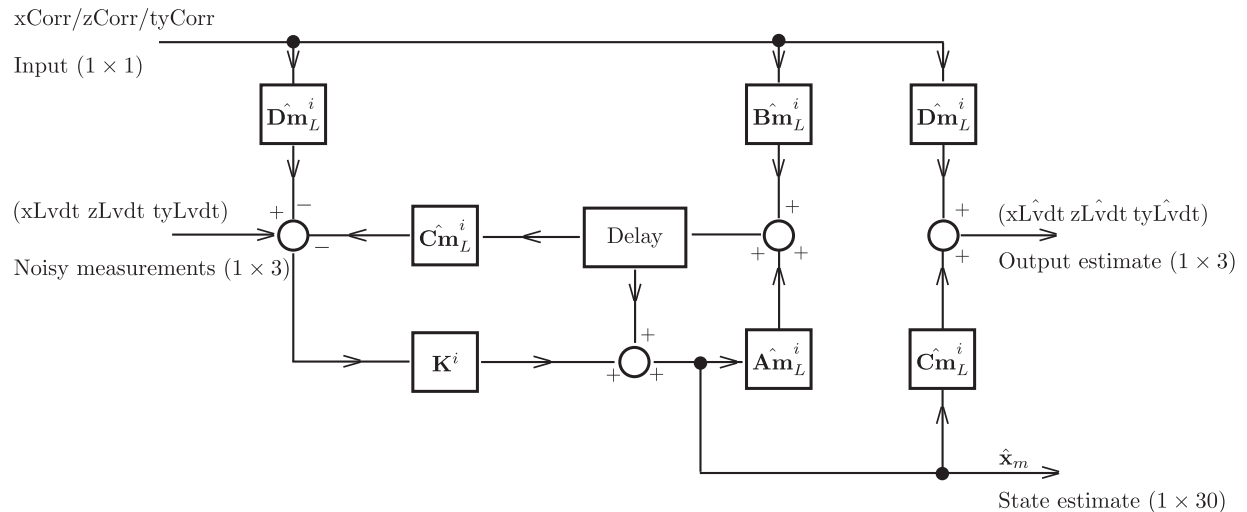 xCorr/zCorr/tyCorr
Input (1 × 1)
D̂m_L^i
B̂m_L^i
D̂m_L^i
(xLvdt zLvdt tyLvdt)
+
−
−
Noisy measurements (1 × 3)
Ĉm_L^i
Delay
+
+
+
+
+
(xLv̂dt zLv̂dt tyLv̂dt)
Output estimate (1 × 3)
K^i
+
+
+
Âm_L^i
Ĉm_L^i
x̂_m
State estimate (1 × 30)